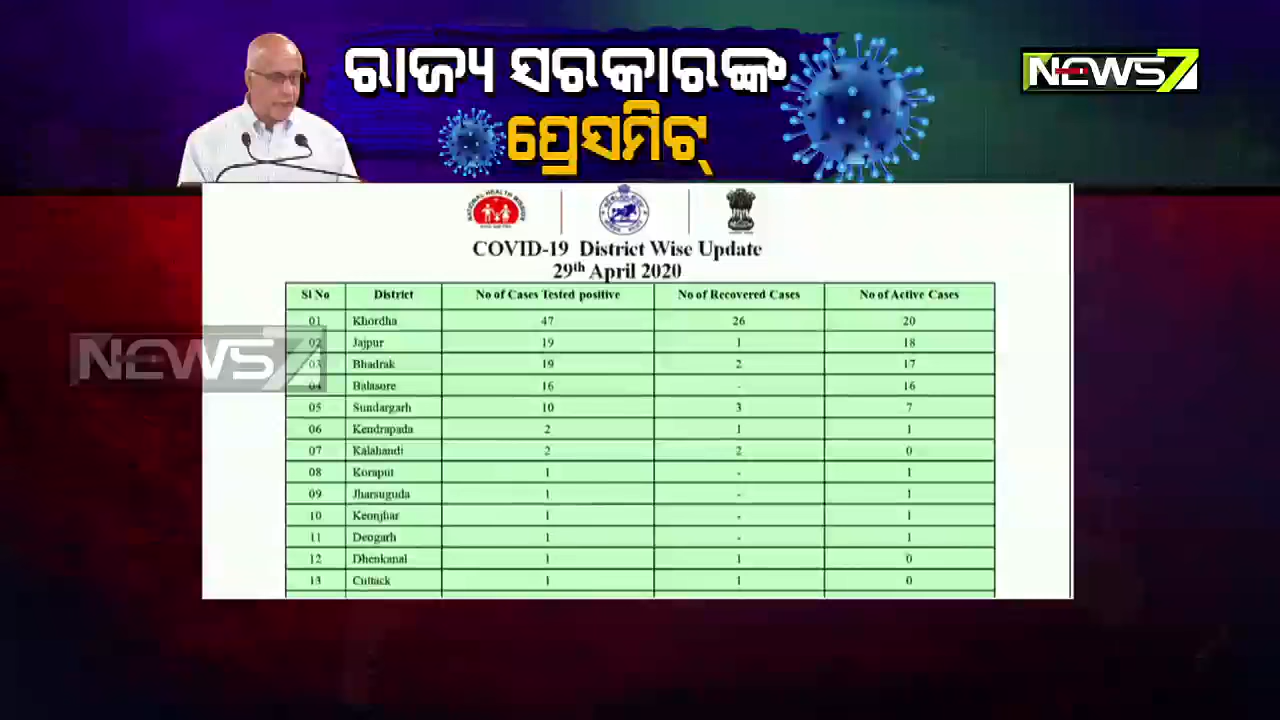 ରାଜ୍ୟ ସରକାରଙ୍କ
ପ୍ରେସମିଟ୍
NEWS7
NATIONAL HEALTH MISSION
COVID-19 District Wise Update
29th April 2020
Sl No District No of Cases Tested positive No of Recovered Cases No of Active Cases
01 Khordha 47 26 20
02 Jajpur 19 1 18
03 Bhadrak 19 2 17
04 Balasore 16 - 16
05 Sundargarh 10 3 7
06 Kendrapada 2 1 1
07 Kalahandi 2 2 0
08 Koraput 1 - 1
09 Jharsuguda 1 - 1
10 Keonjhar 1 - 1
11 Deogarh 1 - 1
12 Dhenkanal 1 1 0
13 Cuttack 1 1 0
NEWS7